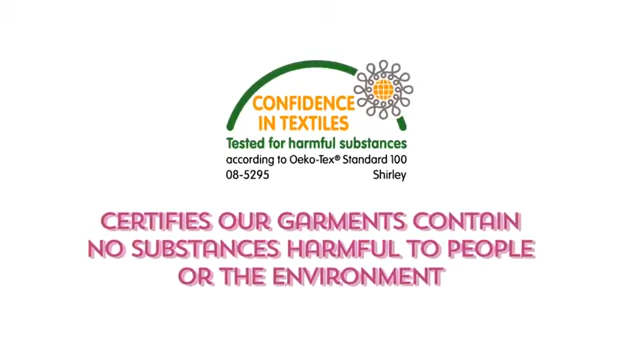 CONFIDENCE
IN TEXTILES
Tested for harmful substances
according to Oeko-Tex® Standard 100
08-5295 Shirley
CERTIFIES OUR GARMENTS CONTAIN
NO SUBSTANCES HARMFUL TO PEOPLE
OR THE ENVIRONMENT